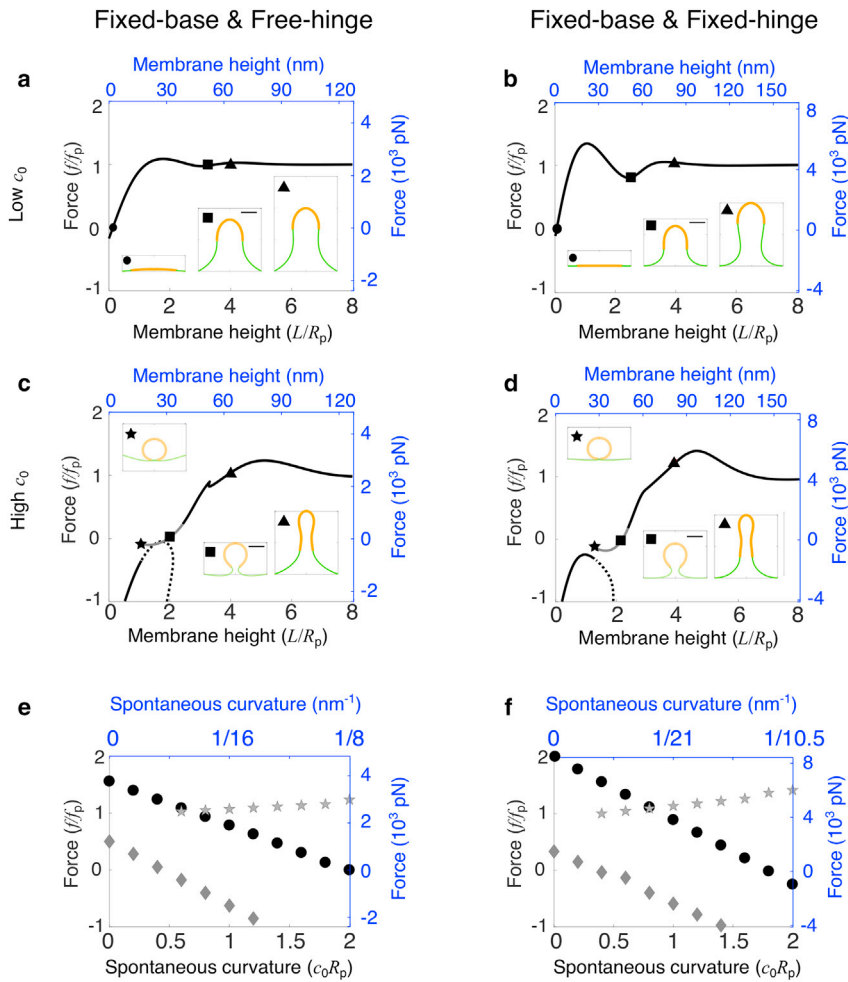 Fixed-base & Free-hinge
Fixed-base & Fixed-hinge
a
Membrane height (nm)
0 30 60 90 120
Low c0
Force (f/fp)
2
1
0
-1
Force (10³ pN)
4
2
0
-2
0 2 4 6 8
Membrane height (L/Rp)
b
Membrane height (nm)
0 30 60 90 120 150
Force (f/fp)
2
1
0
-1
Force (10³ pN)
8
4
0
-4
0 2 4 6 8
Membrane height (L/Rp)
c
Membrane height (nm)
0 30 60 90 120
High c0
Force (f/fp)
2
1
0
-1
Force (10³ pN)
4
2
0
-2
0 2 4 6 8
Membrane height (L/Rp)
d
Membrane height (nm)
0 30 60 90 120 150
Force (f/fp)
2
1
0
-1
Force (10³ pN)
8
4
0
-4
0 2 4 6 8
Membrane height (L/Rp)
e
Spontaneous curvature (nm⁻¹)
0 1/16 1/8
Force (f/fp)
2
1
0
-1
Force (10³ pN)
4
2
0
-2
0 0.5 1 1.5 2
Spontaneous curvature (c₀Rp)
f
Spontaneous curvature (nm⁻¹)
0 1/21 1/10.5
Force (f/fp)
2
1
0
-1
Force (10³ pN)
8
4
0
-4
0 0.5 1 1.5 2
Spontaneous curvature (c₀Rp)